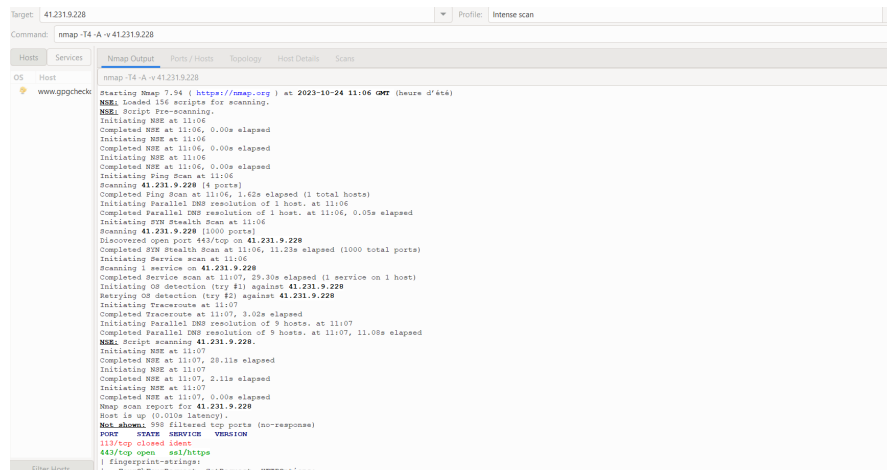 Target: 41.231.9.228 Profile: Intense scan
Command: nmap -T4 -A -v 41.231.9.228
Hosts Services Nmap Output Ports / Hosts Topology Host Details Scans
OS Host nmap -T4 -A -v 41.231.9.228
www.gpgcheckc
Starting Nmap 7.94 ( https://nmap.org ) at 2023-10-24 11:06 GMT (heure d'été)
NSE: Loaded 156 scripts for scanning.
NSE: Script Pre-scanning.
Initiating NSE at 11:06
Completed NSE at 11:06, 0.00s elapsed
Initiating NSE at 11:06
Completed NSE at 11:06, 0.00s elapsed
Initiating NSE at 11:06
Completed NSE at 11:06, 0.00s elapsed
Initiating Ping Scan at 11:06
Scanning 41.231.9.228 [4 ports]
Completed Ping Scan at 11:06, 1.62s elapsed (1 total hosts)
Initiating Parallel DNS resolution of 1 host. at 11:06
Completed Parallel DNS resolution of 1 host. at 11:06, 0.05s elapsed
Initiating SYN Stealth Scan at 11:06
Scanning 41.231.9.228 [1000 ports]
Discovered open port 443/tcp on 41.231.9.228
Completed SYN Stealth Scan at 11:06, 11.23s elapsed (1000 total ports)
Initiating Service scan at 11:06
Scanning 1 service on 41.231.9.228
Completed Service scan at 11:07, 29.30s elapsed (1 service on 1 host)
Initiating OS detection (try #1) against 41.231.9.228
Retrying OS detection (try #2) against 41.231.9.228
Initiating Traceroute at 11:07
Completed Traceroute at 11:07, 3.02s elapsed
Initiating Parallel DNS resolution of 9 hosts. at 11:07
Completed Parallel DNS resolution of 9 hosts. at 11:07, 11.08s elapsed
NSE: Script scanning 41.231.9.228.
Initiating NSE at 11:07
Completed NSE at 11:07, 28.11s elapsed
Initiating NSE at 11:07
Completed NSE at 11:07, 2.11s elapsed
Initiating NSE at 11:07
Completed NSE at 11:07, 0.00s elapsed
Nmap scan report for 41.231.9.228
Host is up (0.010s latency).
Not shown: 998 filtered tcp ports (no-response)
PORT STATE SERVICE VERSION
113/tcp closed ident
443/tcp open ssl/https
| fingerprint-strings:
Filter Hosts